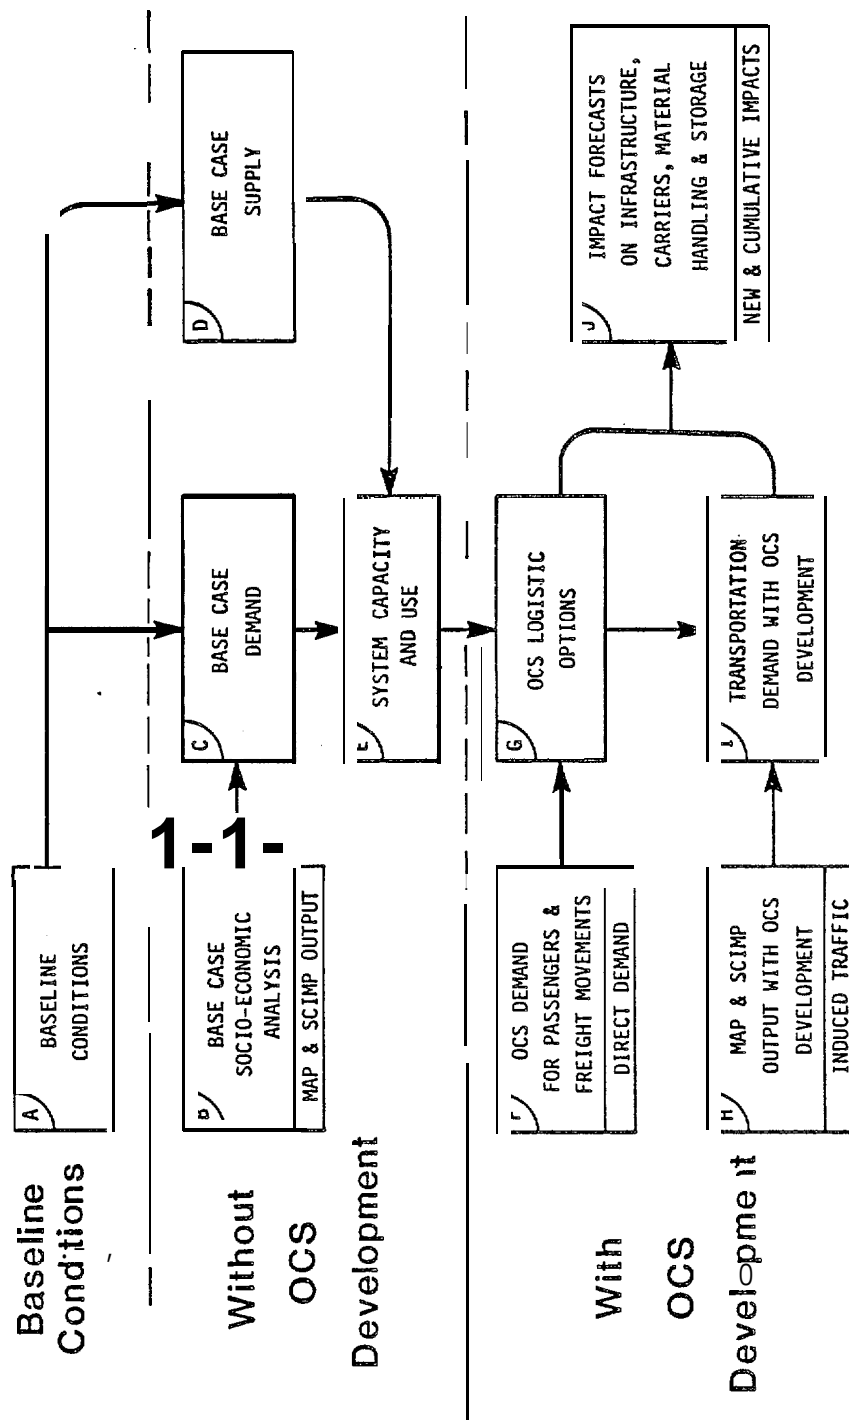 Baseline
Conditions
A
BASELINE
CONDITIONS
Without
OCS
Development
B
BASE CASE
SOCIO-ECONOMIC
ANALYSIS
MAP & SCIMP OUTPUT
1-1-
C
BASE CASE
DEMAND
D
BASE CASE
SUPPLY
E
SYSTEM CAPACITY
AND USE
With
OCS
Development
F
OCS DEMAND
FOR PASSENGERS &
FREIGHT MOVEMENTS
DIRECT DEMAND
G
OCS LOGISTIC
OPTIONS
H
MAP & SCIMP
OUTPUT WITH OCS
DEVELOPMENT
INDUCED TRAFFIC
I
TRANSPORTATION
DEMAND WITH OCS
DEVELOPMENT
J
IMPACT FORECASTS
ON INFRASTRUCTURE,
CARRIERS, MATERIAL
HANDLING & STORAGE
NEW & CUMULATIVE IMPACTS